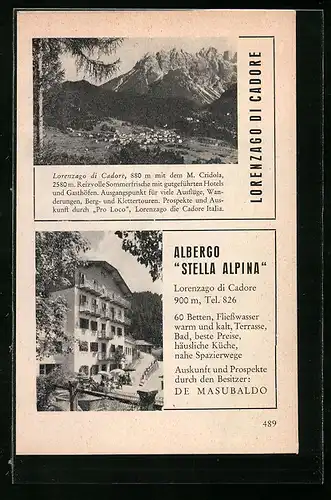 LORENZAGO DI CADORE
Lorenzago di Cadore, 880 m mit dem M. Cridola,
2580 m. Reizvolle Sommerfrische mit gutgeführten Hotels
und Gasthöfen. Ausgangspunkt für viele Ausflüge, Wan-
derungen, Berg- und Klettertouren. Prospekte und Aus-
kunft durch „Pro Loco", Lorenzago die Cadore Italia.
ALBERGO
"STELLA ALPINA"
Lorenzago di Cadore
900 m, Tel. 826
60 Betten, Fließwasser
warm und kalt, Terrasse,
Bad, beste Preise,
häusliche Küche,
nahe Spazierwege
Auskunft und Prospekte
durch den Besitzer:
DE MASUBALDO
489